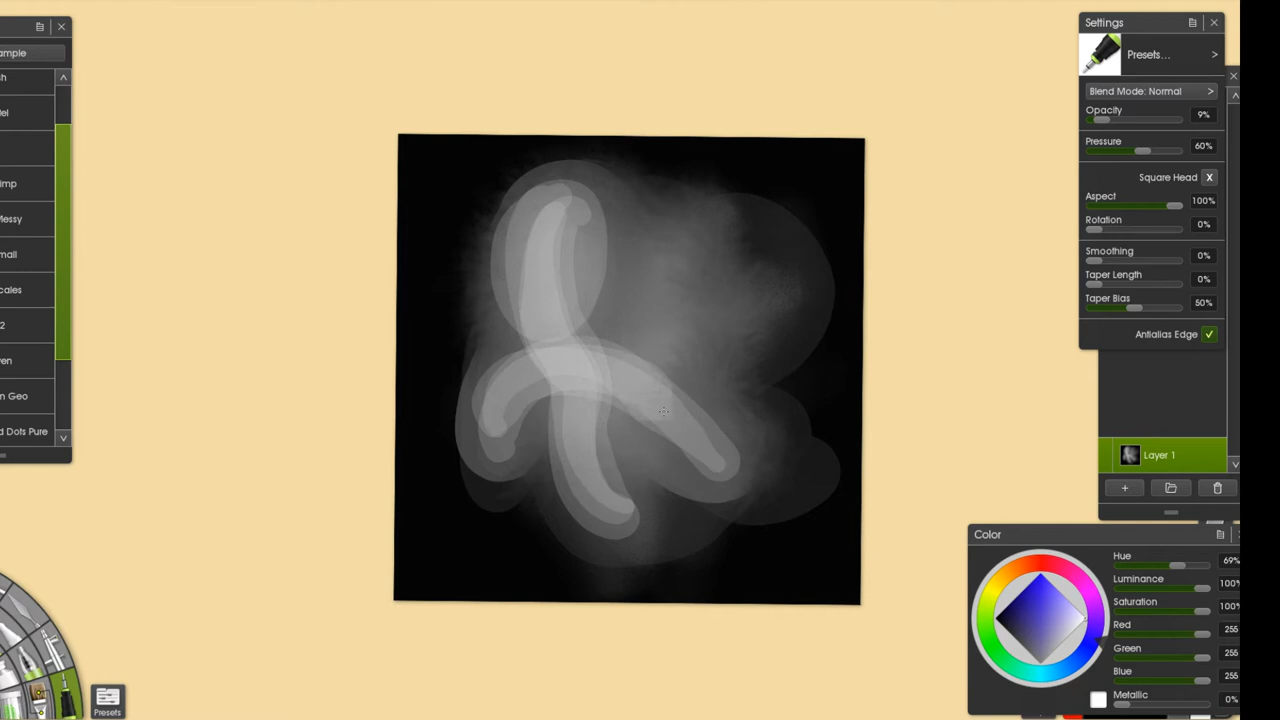 ample
sh
el
imp
Messy
mall
cales
2
en
m Geo
d Dots Pure
Presets
Settings
Presets... >
Blend Mode: Normal >
Opacity 9%
Pressure 60%
Square Head X
Aspect 100%
Rotation 0%
Smoothing 0%
Taper Length 0%
Taper Bias 50%
Antialias Edge
Layer 1
Color
Hue 69%
Luminance 100%
Saturation 100%
Red 255
Green 255
Blue 255
Metallic 0%